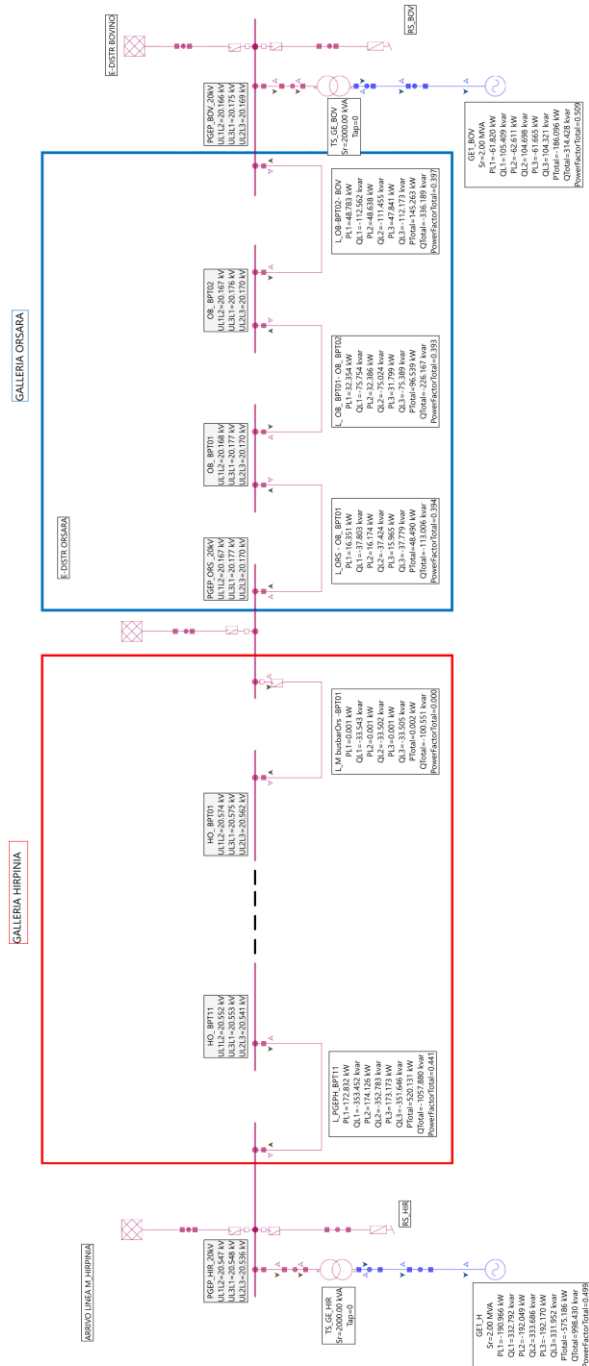 GALLERIA HIRPINIA
GALLERIA ORSARA
ARRIVO LINEA M_HIRPINIA
E-DISTR ORSARA
E-DISTR BOVINO
PGEP_HIR_20kV
UL1L2=20.547 kV
UL3L1=20.548 kV
UL2L3=20.536 kV
HO_ BPT11
UL1L2=20.552 kV
UL3L1=20.553 kV
UL2L3=20.541 kV
HO_ BPT01
UL1L2=20.574 kV
UL3L1=20.575 kV
UL2L3=20.562 kV
PGEP_ORS_20kV
UL1L2=20.167 kV
UL3L1=20.177 kV
UL2L3=20.170 kV
OB_ BPT01
UL1L2=20.168 kV
UL3L1=20.177 kV
UL2L3=20.170 kV
OB_ BPT02
UL1L2=20.167 kV
UL3L1=20.176 kV
UL2L3=20.170 kV
PGEP_BOV_20kV
UL1L2=20.166 kV
UL3L1=20.175 kV
UL2L3=20.169 kV
TS_GE_HIR
Sr=2000.00 kVA
Tap=0
RS_HIR
L_PGEPH_BPT11
PL1=172.832 kW
QL1=-353.452 kvar
PL2=174.126 kW
QL2=-352.783 kvar
PL3=173.173 kW
QL3=-351.646 kvar
PTotal=520.131 kW
QTotal=-1057.880 kvar
PowerFactorTotal=0.441
L_M busbarOrs -BPT01
PL1=0.001 kW
QL1=-33.543 kvar
PL2=0.001 kW
QL2=-33.502 kvar
PL3=0.001 kW
QL3=-33.505 kvar
PTotal=0.002 kW
QTotal=-100.551 kvar
PowerFactorTotal=0.000
L_ORS - OB_ BPT01
PL1=16.351 kW
QL1=-37.803 kvar
PL2=16.174 kW
QL2=-37.424 kvar
PL3=15.965 kW
QL3=-37.779 kvar
PTotal=48.490 kW
QTotal=-113.006 kvar
PowerFactorTotal=0.394
L_ OB_ BPT01- OB_ BPT02
PL1=32.354 kW
QL1=-75.754 kvar
PL2=32.386 kW
QL2=-75.024 kvar
PL3=31.799 kW
QL3=-75.389 kvar
PTotal=96.539 kW
QTotal=-226.167 kvar
PowerFactorTotal=0.393
L_OB-BPT02- BOV
PL1=48.783 kW
QL1=-112.562 kvar
PL2=48.638 kW
QL2=-111.455 kvar
PL3=47.841 kW
QL3=-112.173 kvar
PTotal=145.263 kW
QTotal=-336.189 kvar
PowerFactorTotal=0.397
TS_GE_BOV
Sr=2000.00 kVA
Tap=0
RS_BOV
GE1_H
Sr=2.00 MVA
PL1=-190.966 kW
QL1=332.792 kvar
PL2=-192.049 kW
QL2=333.686 kvar
PL3=-192.170 kW
QL3=331.952 kvar
PTotal=-575.186 kW
QTotal=998.430 kvar
PowerFactorTotal=0.499
GE1_BOV
Sr=2.00 MVA
PL1=-61.820 kW
QL1=105.409 kvar
PL2=-62.611 kW
QL2=104.698 kvar
PL3=-61.665 kW
QL3=104.321 kvar
PTotal=-186.096 kW
QTotal=314.428 kvar
PowerFactorTotal=0.509